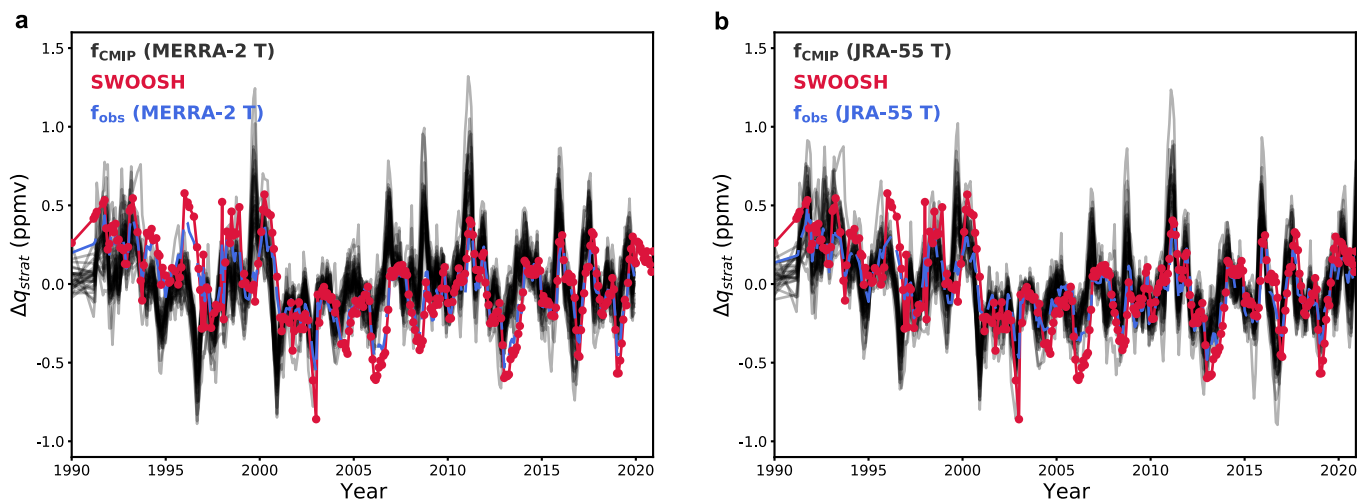 a
f_CMIP (MERRA-2 T)
SWOOSH
f_obs (MERRA-2 T)
Δq_strat (ppmv)
1.5
1.0
0.5
0.0
-0.5
-1.0
1990 1995 2000 2005 2010 2015 2020
Year
b
f_CMIP (JRA-55 T)
SWOOSH
f_obs (JRA-55 T)
Δq_strat (ppmv)
1.5
1.0
0.5
0.0
-0.5
-1.0
1990 1995 2000 2005 2010 2015 2020
Year